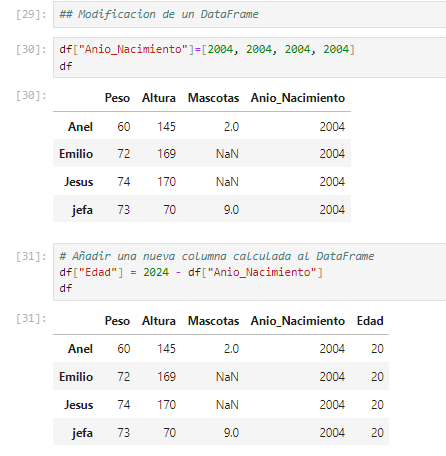 [29]: ## Modificacion de un DataFrame
[30]: df["Anio_Nacimiento"]=[2004, 2004, 2004, 2004]
df
[30]:
Peso Altura Mascotas Anio_Nacimiento
Anel 60 145 2.0 2004
Emilio 72 169 NaN 2004
Jesus 74 170 NaN 2004
jefa 73 70 9.0 2004
[31]: # Añadir una nueva columna calculada al DataFrame
df["Edad"] = 2024 - df["Anio_Nacimiento"]
df
[31]:
Peso Altura Mascotas Anio_Nacimiento Edad
Anel 60 145 2.0 2004 20
Emilio 72 169 NaN 2004 20
Jesus 74 170 NaN 2004 20
jefa 73 70 9.0 2004 20